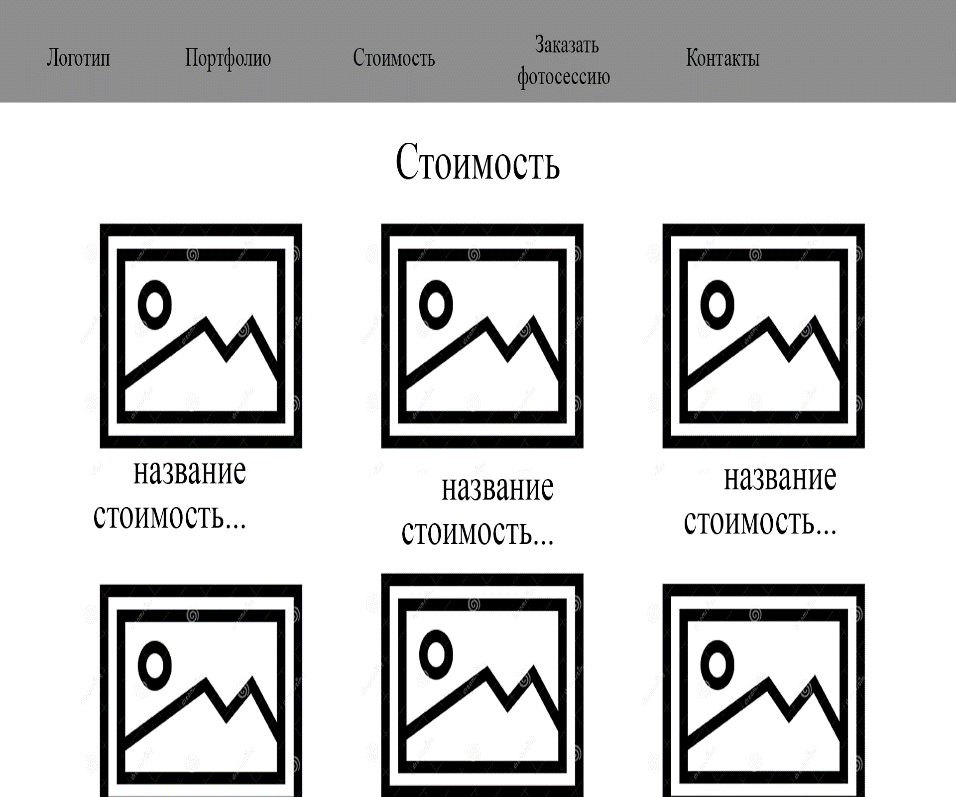 Логотип
Портфолио
Стоимость
Заказать
фотосессию
Контакты
Стоимость
название
стоимость...
название
стоимость...
название
стоимость...